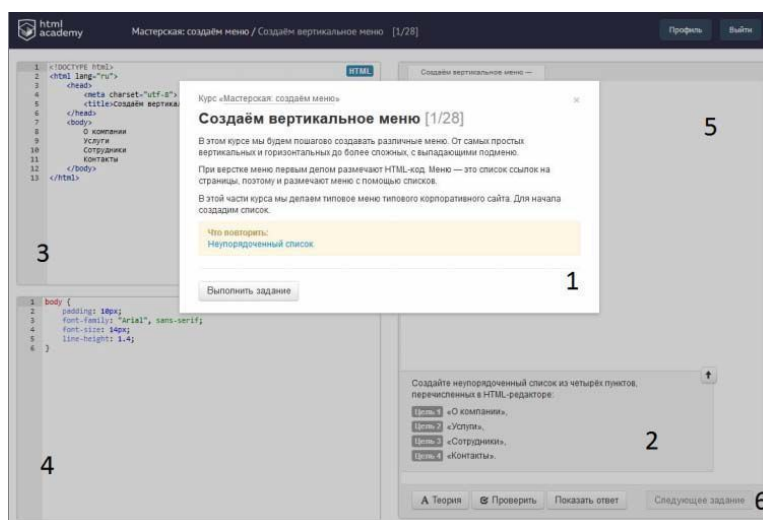 html academy
Мастерская: создаём меню / Создаём вертикальное меню [1/28]
Профиль
Выйти
1 <!DOCTYPE html>
2 <html lang="ru">
3 <head>
4 <meta charset="utf-8">
5 <title>Создаём вертикал
6 </head>
7 <body>
8 О компании
9 Услуги
10 Сотрудники
11 Контакты
12 </body>
13 </html>
HTML
3
Курс «Мастерская: создаём меню»
×
Создаём вертикальное меню [1/28]
В этом курсе мы будем пошагово создавать различные меню. От самых простых
вертикальных и горизонтальных до более сложных, с выпадающими подменю.
При верстке меню первым делом размечают HTML-код. Меню — это список ссылок на
страницы, поэтому и размечают меню с помощью списков.
В этой части курса мы делаем типовое меню типового корпоративного сайта. Для начала
создадим список.
Что повторить:
Неупорядоченный список
Выполнить задание
1
Создаём вертикальное меню —
5
1 body {
2 padding: 10px;
3 font-family: "Arial", sans-serif;
4 font-size: 14px;
5 line-height: 1.4;
6 }
4
Создайте неупорядоченный список из четырёх пунктов,
перечисленных в HTML-редакторе:
Цель 1 «О компании»,
Цель 2 «Услуги»,
Цель 3 «Сотрудники»,
Цель 4 «Контакты».
2
А Теория
Проверить
Показать ответ
Следующее задание
6